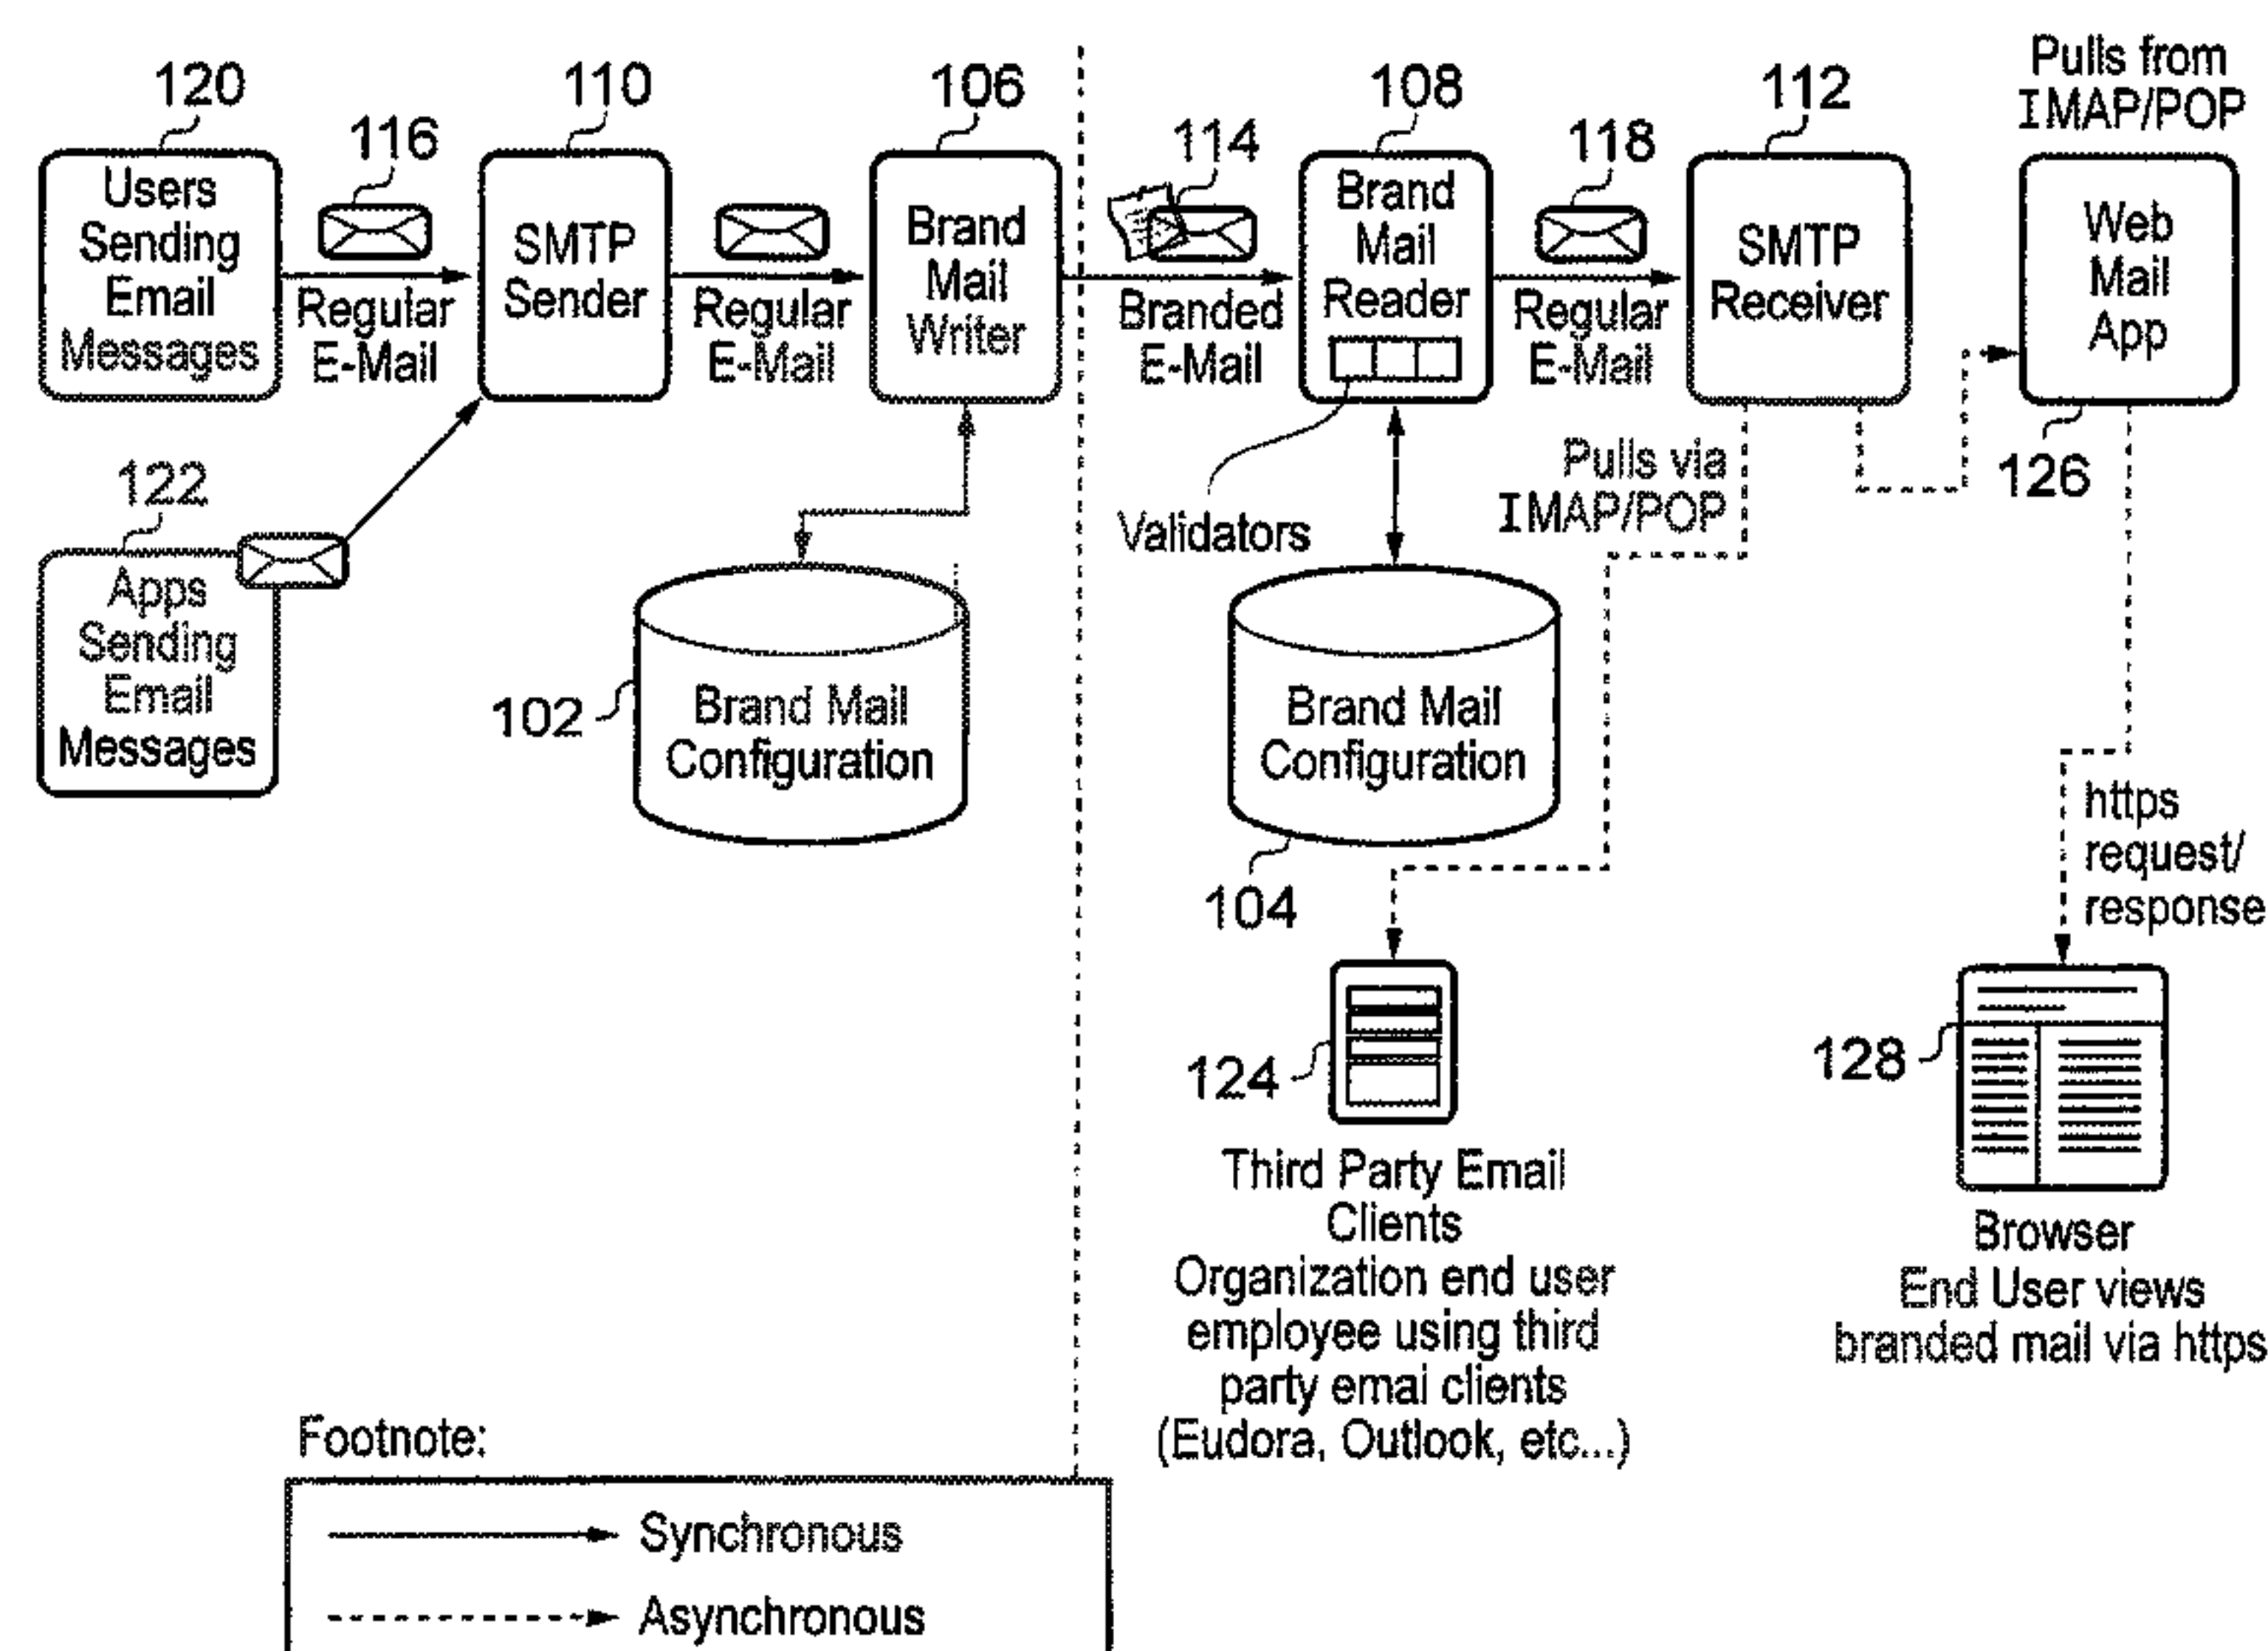 120
116
110
106
114
108
118
112
Pulls from
IMAP/POP
Users
Sending
Email
Messages
Regular
E-Mail
SMTP
Sender
Regular
E-Mail
Brand
Mail
Writer
Branded
E-Mail
Brand
Mail
Reader
Regular
E-Mail
SMTP
Receiver
Web
Mail
App
126
122
Apps
Sending
Email
Messages
Validators
Pulls via
IMAP/POP
102
Brand Mail
Configuration
Brand Mail
Configuration
104
https
request/
response
124
128
Third Party Email
Clients
Organization end user
employee using third
party emai clients
(Eudora, Outlook, etc...)
Browser
End User views
branded mail via https
Footnote:
Synchronous
Asynchronous